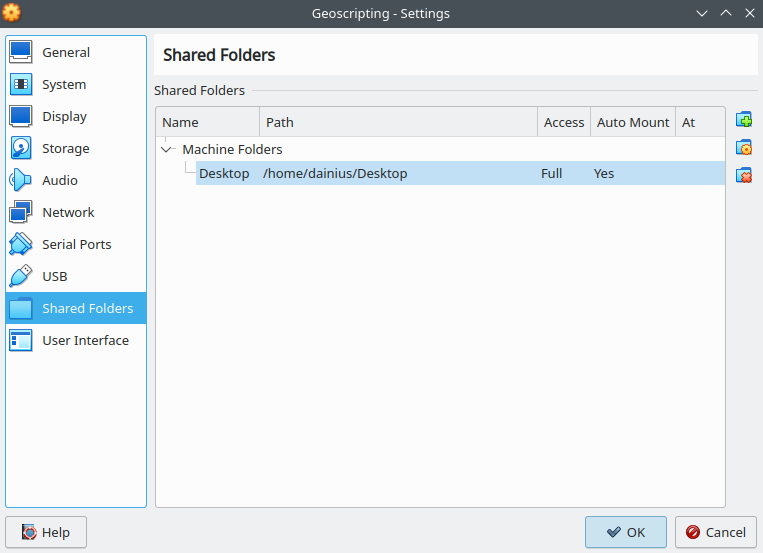 Geoscripting - Settings
General
System
Display
Storage
Audio
Network
Serial Ports
USB
Shared Folders
User Interface
Shared Folders
Shared Folders
Name Path Access Auto Mount At
Machine Folders
Desktop /home/dainius/Desktop Full Yes
Help OK Cancel